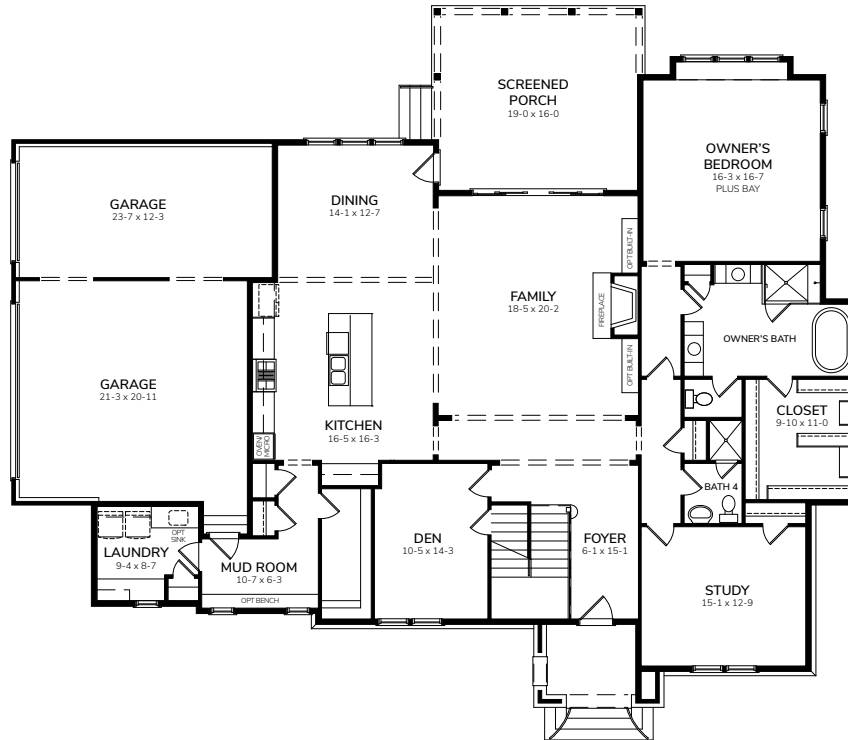 SCREENED
PORCH
19-0 x 16-0
OWNER'S
BEDROOM
16-3 x 16-7
PLUS BAY
GARAGE
23-7 x 12-3
DINING
14-1 x 12-7
OPT BUILT-IN
FAMILY
18-5 x 20-2
FIREPLACE
OWNER'S BATH
OPT BUILT-IN
GARAGE
21-3 x 20-11
KITCHEN
16-5 x 16-3
OVEN/
MICRO
CLOSET
9-10 x 11-0
BATH 4
OPT
SINK
LAUNDRY
9-4 x 8-7
MUD ROOM
10-7 x 6-3
OPT BENCH
DEN
10-5 x 14-3
FOYER
6-1 x 15-1
STUDY
15-1 x 12-9